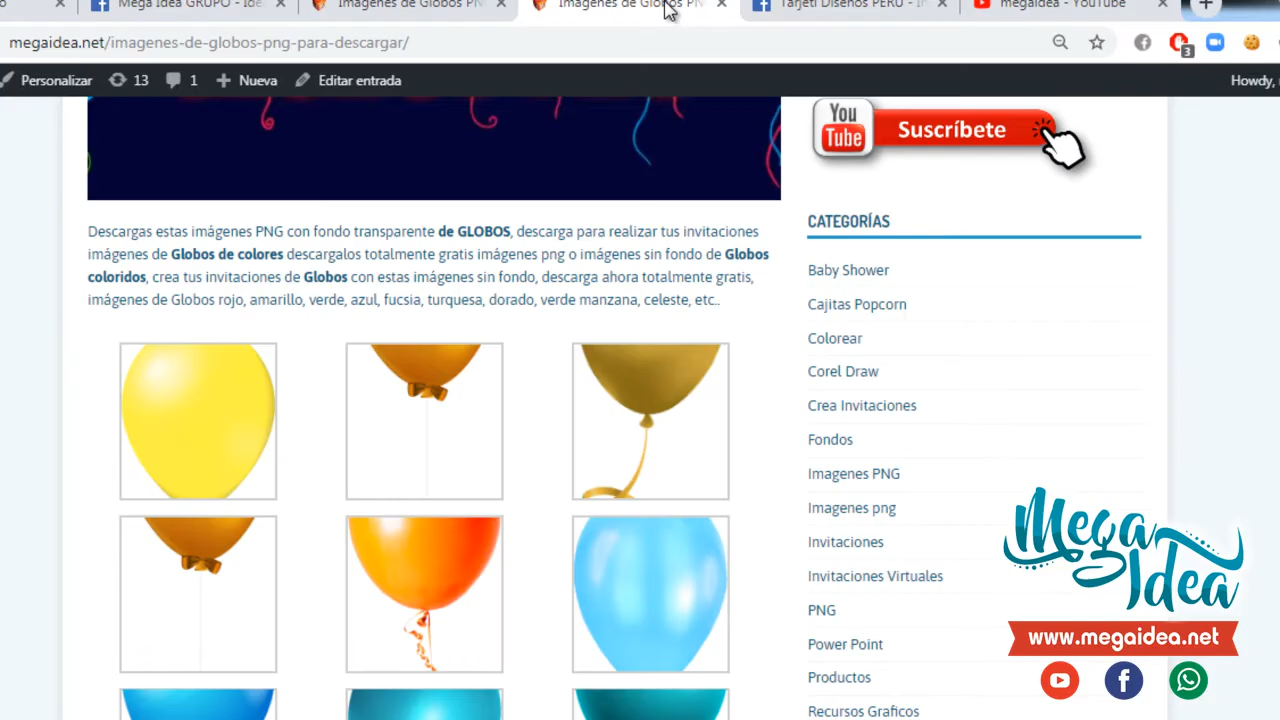 Mega Idea GRUPO - Ide
Imagenes de Globos PN
Imagenes de Globos PN
Tarjeti Diseños PERU - In
megaidea - YouTube
megaidea.net/imagenes-de-globos-png-para-descargar/
3
Personalizar 13 1 Nueva Editar entrada Howdy,
You Tube Suscríbete
Descargas estas imágenes PNG con fondo transparente de GLOBOS, descarga para realizar tus invitaciones
imágenes de Globos de colores descargalos totalmente gratis imágenes png o imágenes sin fondo de Globos
coloridos, crea tus invitaciones de Globos con estas imágenes sin fondo, descarga ahora totalmente gratis,
imágenes de Globos rojo, amarillo, verde, azul, fucsia, turquesa, dorado, verde manzana, celeste, etc..
CATEGORÍAS
Baby Shower
Cajitas Popcorn
Colorear
Corel Draw
Crea Invitaciones
Fondos
Imagenes PNG
Imagenes png
Invitaciones
Invitaciones Virtuales
PNG
Power Point
Productos
Recursos Graficos
Mega
Idea
www.megaidea.net